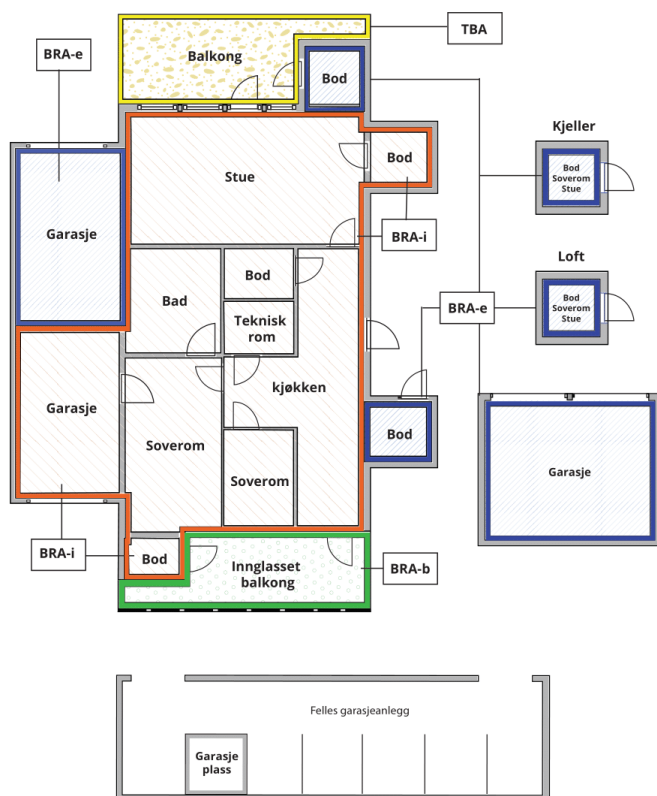 TBA
BRA-e
Balkong
Bod
Kjeller
Bod
Soverom
Stue
Bod
Stue
Garasje
BRA-i
Loft
Bod
Bod
Soverom
Stue
Bad
BRA-e
Teknisk
rom
kjøkken
Garasje
Bod
Soverom
Garasje
Soverom
BRA-i
Bod
Innglasset
balkong
BRA-b
Felles garasjeanlegg
Garasje
plass